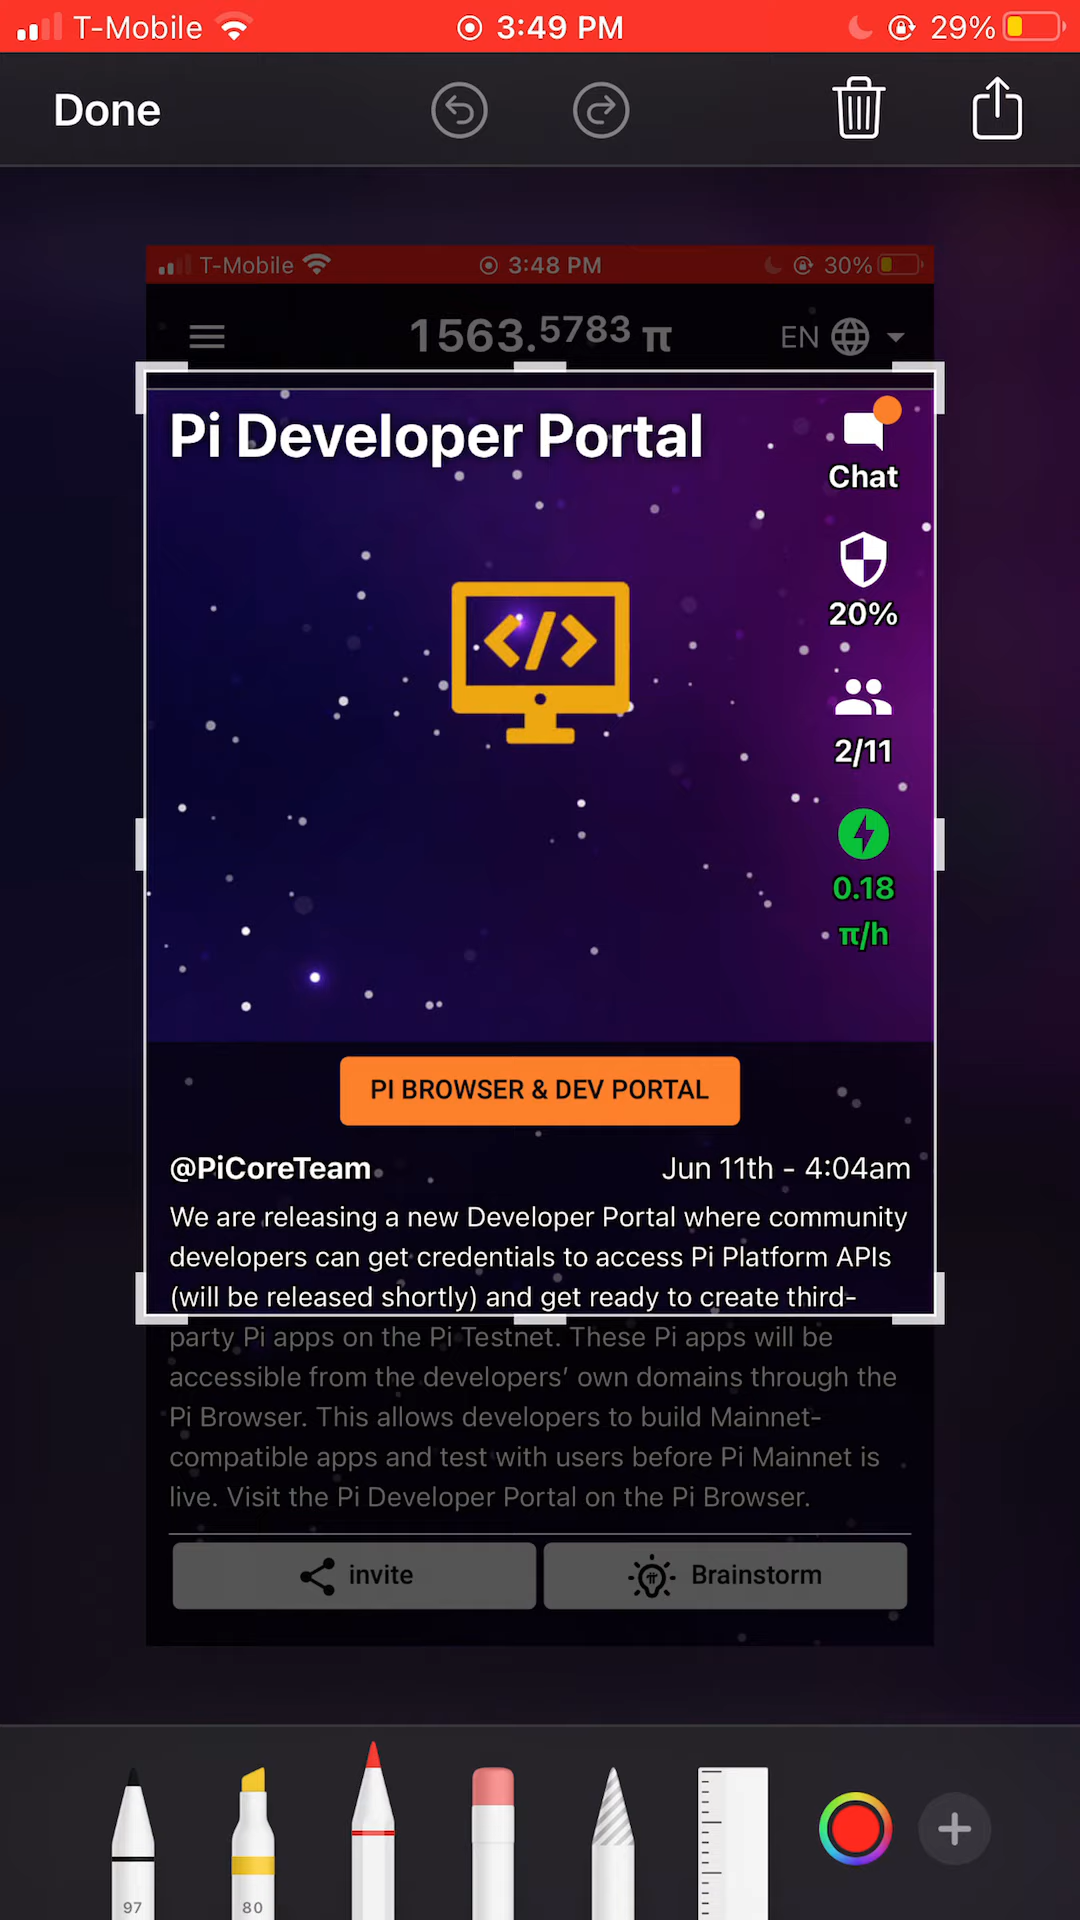 T-Mobile 3:49 PM 29%
Done
T-Mobile 3:48 PM 30%
1563.5783 π EN
Pi Developer Portal
Chat
20%
2/11
</>
0.18
π/h
PI BROWSER & DEV PORTAL
@PiCoreTeam Jun 11th - 4:04am
We are releasing a new Developer Portal where community
developers can get credentials to access Pi Platform APIs
(will be released shortly) and get ready to create third-
party Pi apps on the Pi Testnet. These Pi apps will be
accessible from the developers’ own domains through the
Pi Browser. This allows developers to build Mainnet-
compatible apps and test with users before Pi Mainnet is
live. Visit the Pi Developer Portal on the Pi Browser.
invite Brainstorm
97 80